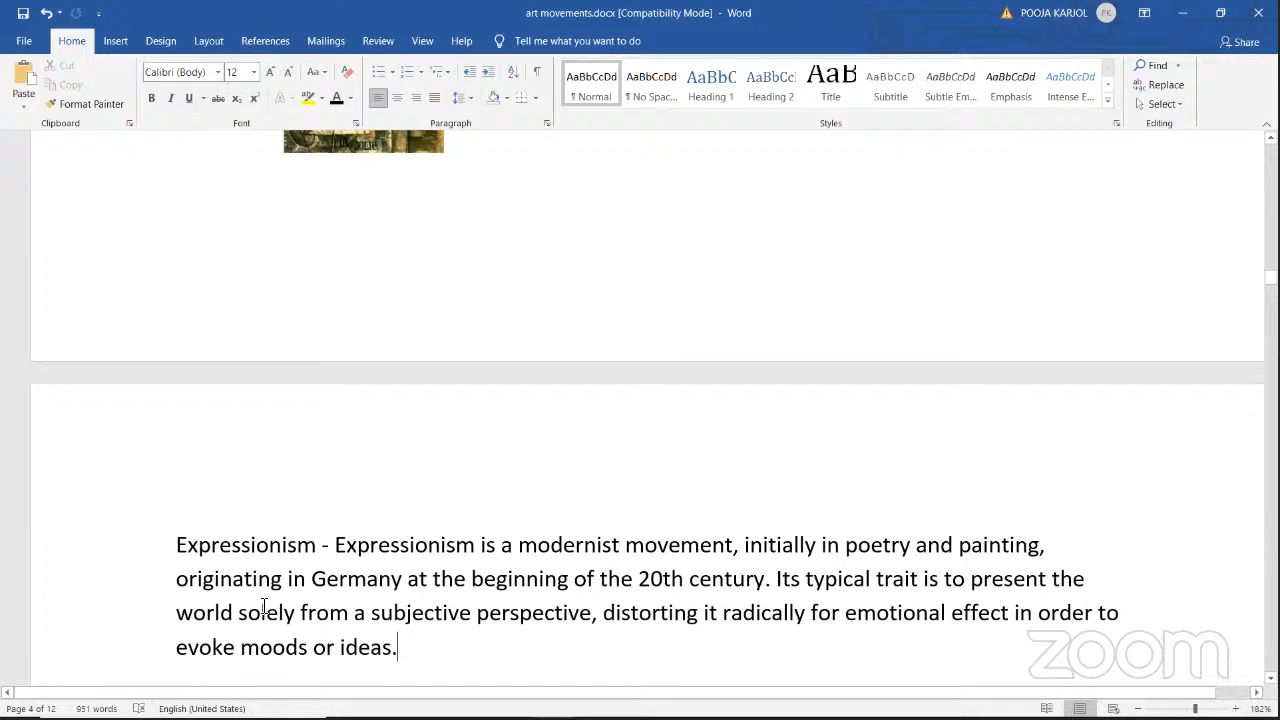 art movements.docx [Compatibility Mode] - Word
POOJA KARJOL PK
File Home Insert Design Layout References Mailings Review View Help Tell me what you want to do Share
Paste Cut Copy Format Painter
Clipboard
Calibri (Body) 12 Aa
B I U abc x2 x2 A A
Font
Paragraph
AaBbCcDd AaBbCcDd AaBbC AaBbCc. AaB AaBbCcD AaBbCcDd AaBbCcDd AaBbCcDd
¶ Normal ¶ No Spac... Heading 1 Heading 2 Title Subtitle Subtle Em... Emphasis Intense E...
Styles
Find
Replace
Select
Editing
Expressionism - Expressionism is a modernist movement, initially in poetry and painting,
originating in Germany at the beginning of the 20th century. Its typical trait is to present the
world solely from a subjective perspective, distorting it radically for emotional effect in order to
evoke moods or ideas.
zoom
Page 4 of 12 951 words English (United States) 182%